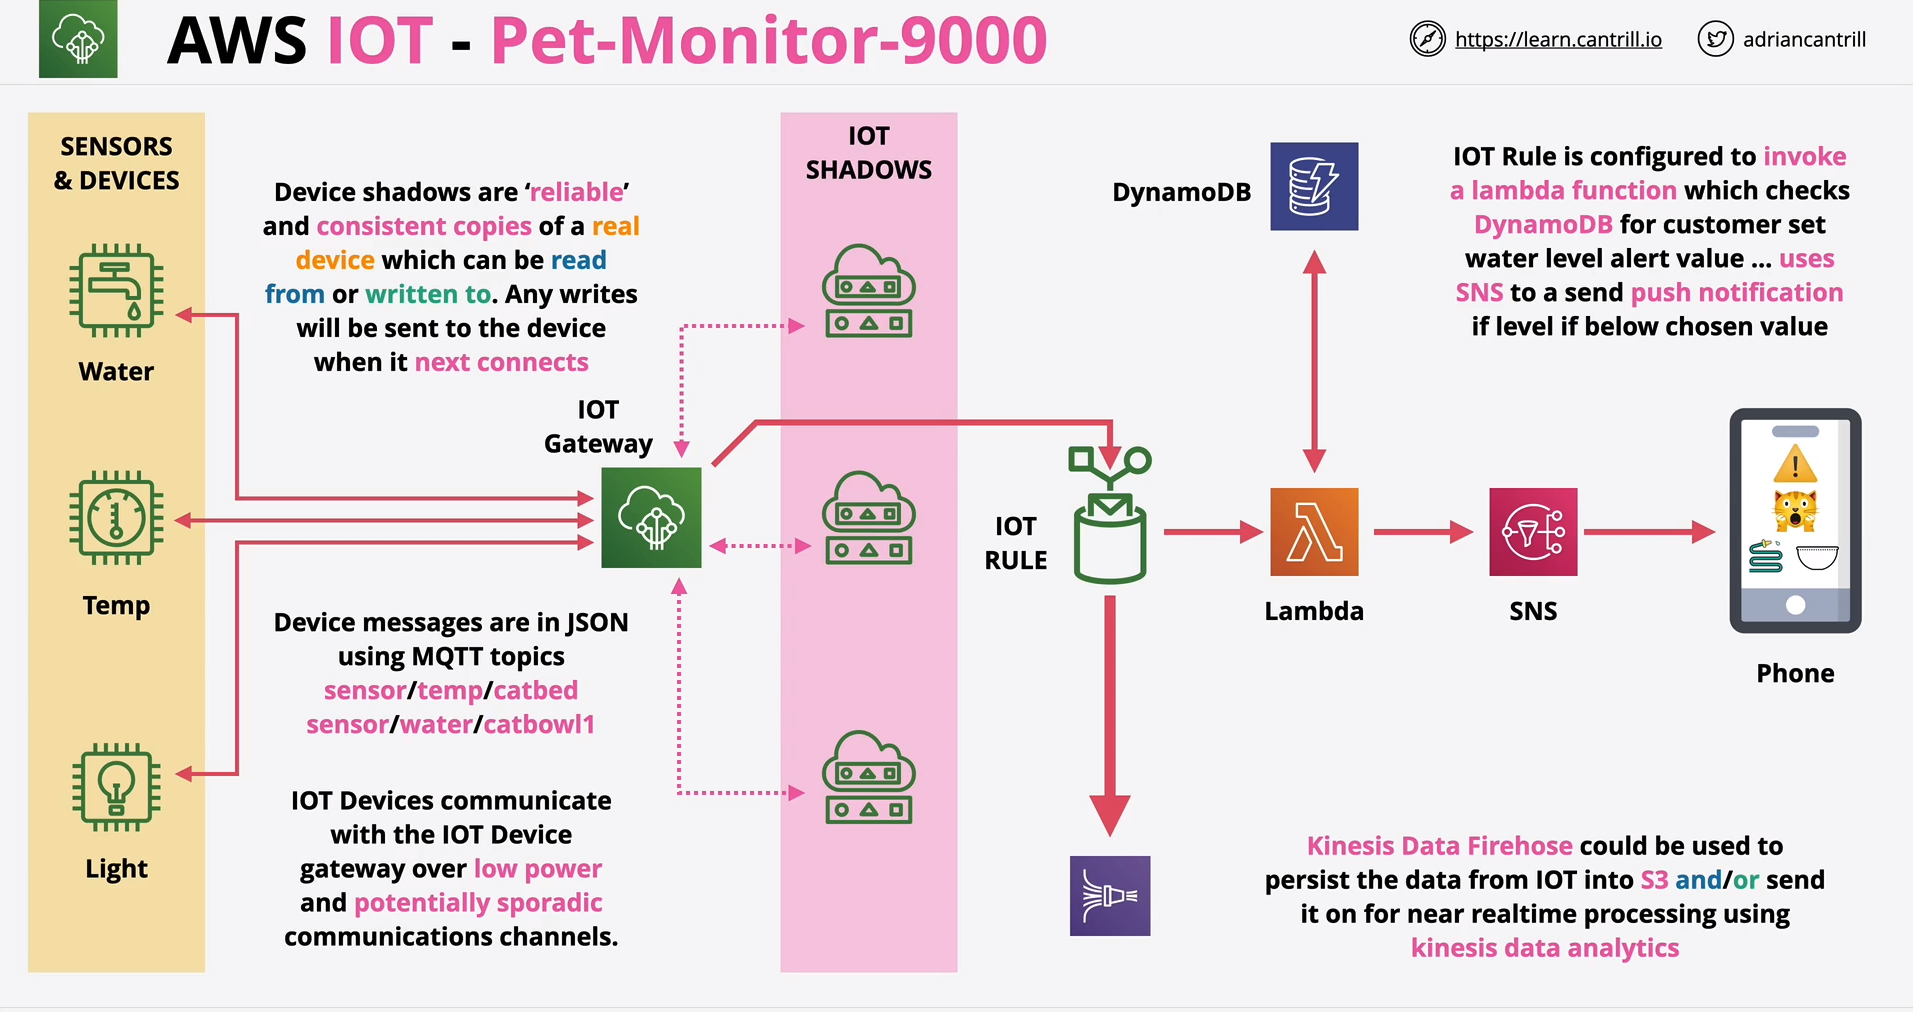 AWS IOT - Pet-Monitor-9000
https://learn.cantrill.io
adriancantrill
SENSORS
& DEVICES
Water
Temp
Light
Device shadows are ‘reliable’
and consistent copies of a real
device which can be read
from or written to. Any writes
will be sent to the device
when it next connects
IOT
Gateway
Device messages are in JSON
using MQTT topics
sensor/temp/catbed
sensor/water/catbowl1
IOT Devices communicate
with the IOT Device
gateway over low power
and potentially sporadic
communications channels.
IOT
SHADOWS
IOT
RULE
DynamoDB
Lambda
SNS
Phone
IOT Rule is configured to invoke
a lambda function which checks
DynamoDB for customer set
water level alert value ... uses
SNS to a send push notification
if level if below chosen value
Kinesis Data Firehose could be used to
persist the data from IOT into S3 and/or send
it on for near realtime processing using
kinesis data analytics